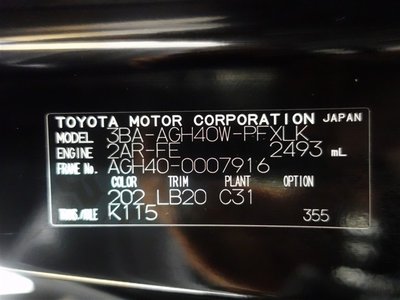 TOYOTA MOTOR CORPORATION JAPAN
MODEL 3BA-AGH40W-PFXLK
ENGINE 2AR-FE 2493 mL
FRAME No. AGH40-0007916
COLOR TRIM PLANT OPTION
202 LB20 C31
TRANS./AXLE K115 355